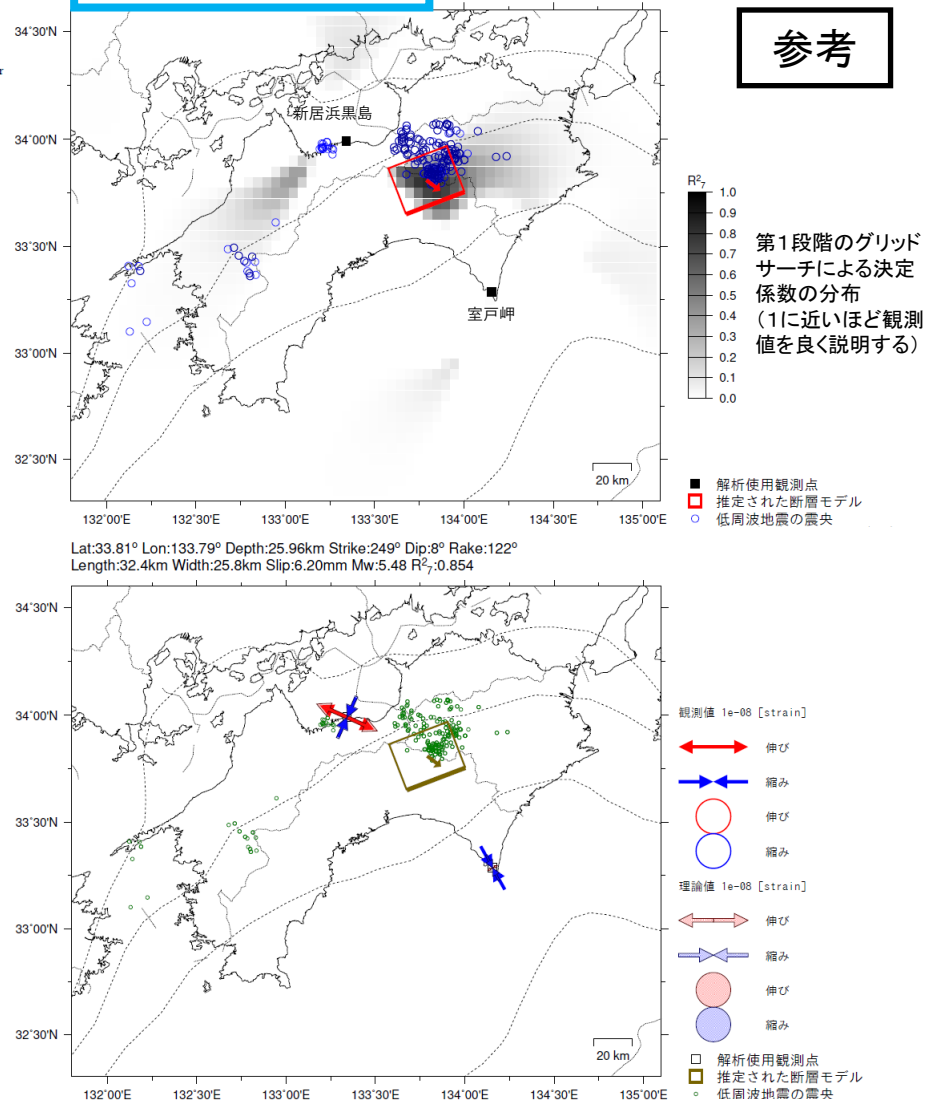 参考
34°30'N
34°00'N
33°30'N
33°00'N
32°30'N
新居浜黒島
室戸岬
20 km
132°00'E 132°30'E 133°00'E 133°30'E 134°00'E 134°30'E 135°00'E
R²₇
1.0
0.9
0.8
0.7
0.6
0.5
0.4
0.3
0.2
0.1
0.0
第1段階のグリッド
サーチによる決定
係数の分布
(1に近いほど観測
値を良く説明する)
解析使用観測点
推定された断層モデル
低周波地震の震央
Lat:33.81° Lon:133.79° Depth:25.96km Strike:249° Dip:8° Rake:122°
Length:32.4km Width:25.8km Slip:6.20mm Mw:5.48 R²₇:0.854
34°30'N
34°00'N
33°30'N
33°00'N
32°30'N
20 km
132°00'E 132°30'E 133°00'E 133°30'E 134°00'E 134°30'E 135°00'E
観測値 1e-08 [strain]
伸び
縮み
伸び
縮み
理論値 1e-08 [strain]
伸び
縮み
伸び
縮み
解析使用観測点
推定された断層モデル
低周波地震の震央